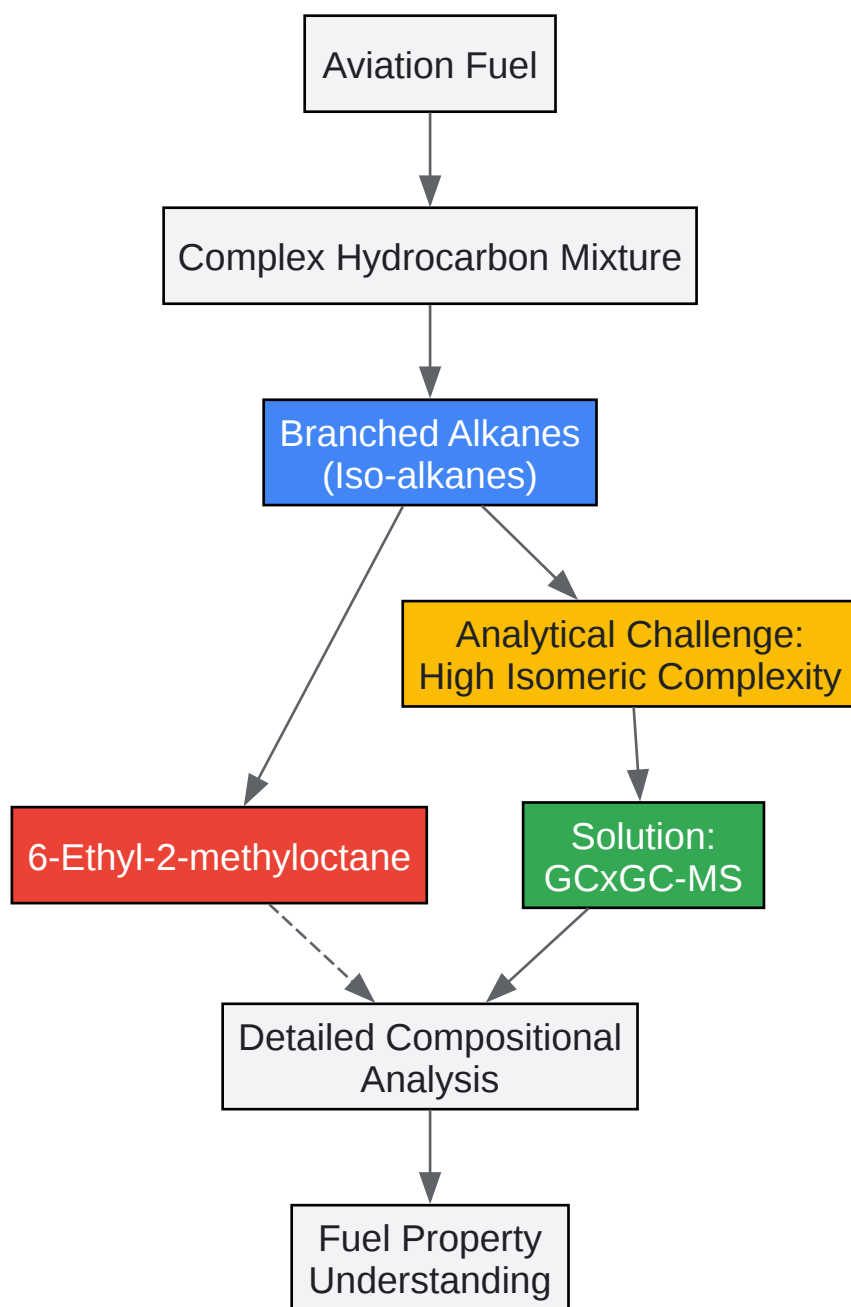 Aviation Fuel
Complex Hydrocarbon Mixture
Branched Alkanes
(Iso-alkanes)
Analytical Challenge:
High Isomeric Complexity
6-Ethyl-2-methyloctane
Solution:
GCxGC-MS
Detailed Compositional
Analysis
Fuel Property
Understanding